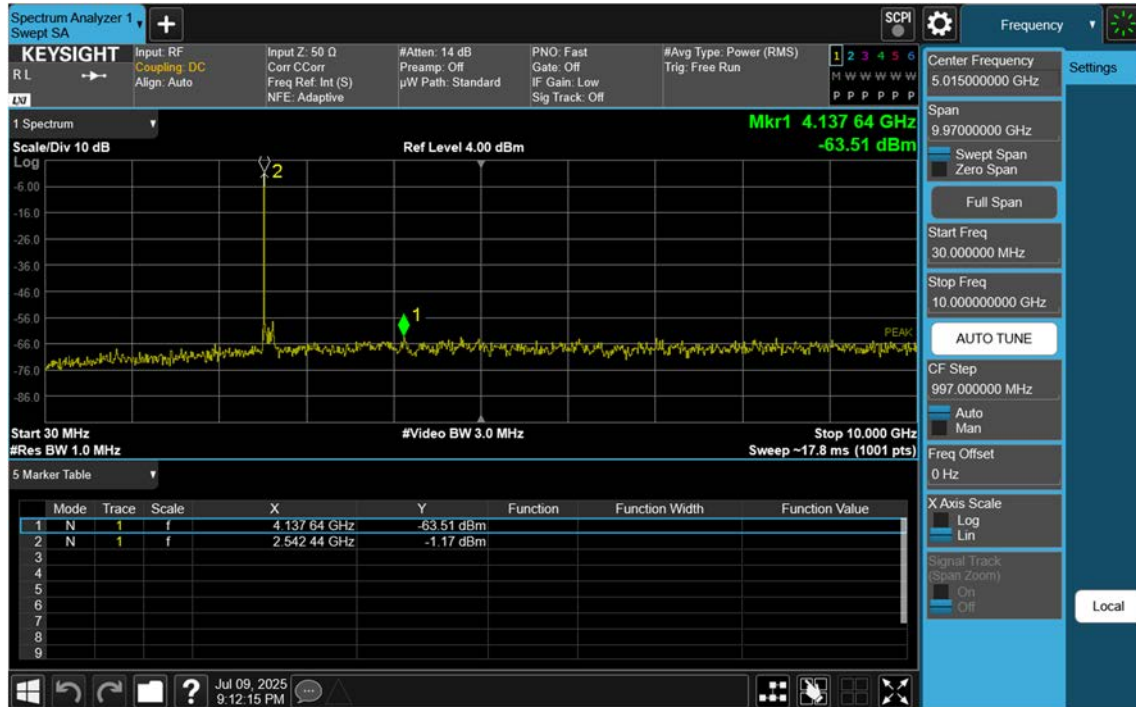 Spectrum Analyzer 1
Swept SA
SCPI
Frequency
KEYSIGHT
R L
LXI
Input: RF
Coupling: DC
Align: Auto
Input Z: 50 Ω
Corr CCorr
Freq Ref: Int (S)
NFE: Adaptive
#Atten: 14 dB
Preamp: Off
µW Path: Standard
PNO: Fast
Gate: Off
IF Gain: Low
Sig Track: Off
#Avg Type: Power (RMS)
Trig: Free Run
1 2 3 4 5 6
M W W W W W
P P P P P P
1 Spectrum
Scale/Div 10 dB
Ref Level 4.00 dBm
Mkr1 4.137 64 GHz
-63.51 dBm
Log
-6.00
-16.0
-26.0
-36.0
-46.0
-56.0
-66.0
-76.0
-86.0
2
1
PEAK
Start 30 MHz
#Video BW 3.0 MHz
Stop 10.000 GHz
#Res BW 1.0 MHz
Sweep ~17.8 ms (1001 pts)
5 Marker Table
Mode Trace Scale X Y Function Function Width Function Value
1 N 1 f 4.137 64 GHz -63.51 dBm
2 N 1 f 2.542 44 GHz -1.17 dBm
3
4
5
6
7
8
9
Jul 09, 2025
9:12:15 PM
Center Frequency
5.015000000 GHz
Span
9.97000000 GHz
Swept Span
Zero Span
Full Span
Start Freq
30.000000 MHz
Stop Freq
10.000000000 GHz
AUTO TUNE
CF Step
997.000000 MHz
Auto
Man
Freq Offset
0 Hz
X Axis Scale
Log
Lin
Signal Track
(Span Zoom)
On
Off
Settings
Local